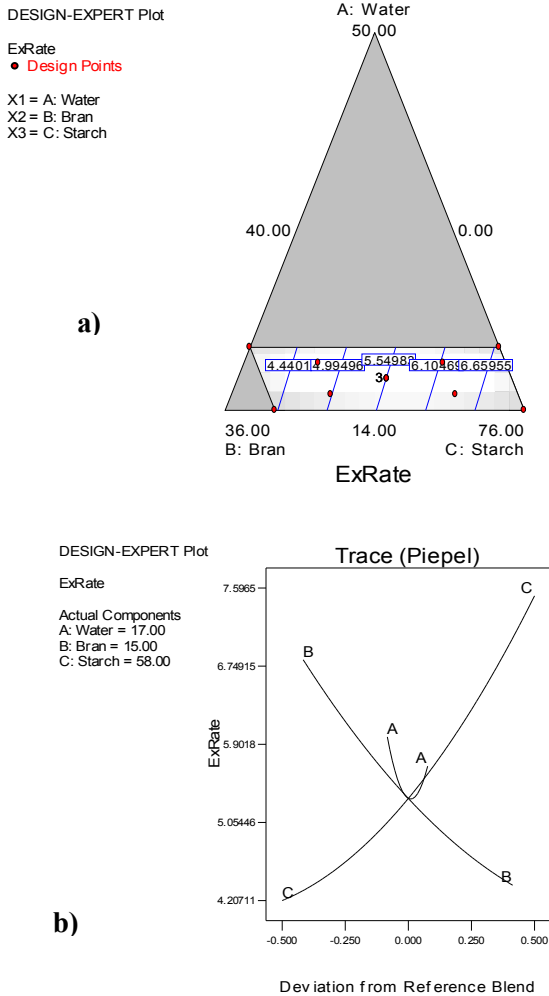 DESIGN-EXPERT Plot
ExRate
Design Points
X1 = A: Water
X2 = B: Bran
X3 = C: Starch
A: Water
50.00
40.00
0.00
a)
4.4401
4.99496
5.54983
6.10469
6.65955
3
36.00
14.00
76.00
B: Bran
C: Starch
ExRate
DESIGN-EXPERT Plot
ExRate
Actual Components
A: Water = 17.00
B: Bran = 15.00
C: Starch = 58.00
Trace (Piepel)
7.5965
6.74915
5.9018
5.05446
4.20711
ExRate
C
B
A
A
B
C
-0.500
-0.250
0.000
0.250
0.500
b)
Deviation from Reference Blend